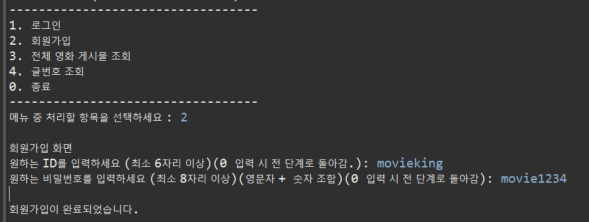 ----------------------------------
1. 로그인
2. 회원가입
3. 전체 영화 게시물 조회
4. 글번호 조회
0. 종료
----------------------------------
메뉴 중 처리할 항목을 선택하세요 : 2
회원가입 화면
원하는 ID를 입력하세요 (최소 6자리 이상)(0 입력 시 전 단계로 돌아감.): movieking
원하는 비밀번호를 입력하세요 (최소 8자리 이상)(영문자 + 숫자 조합)(0 입력 시 전 단계로 돌아감): movie1234
회원가입이 완료되었습니다.